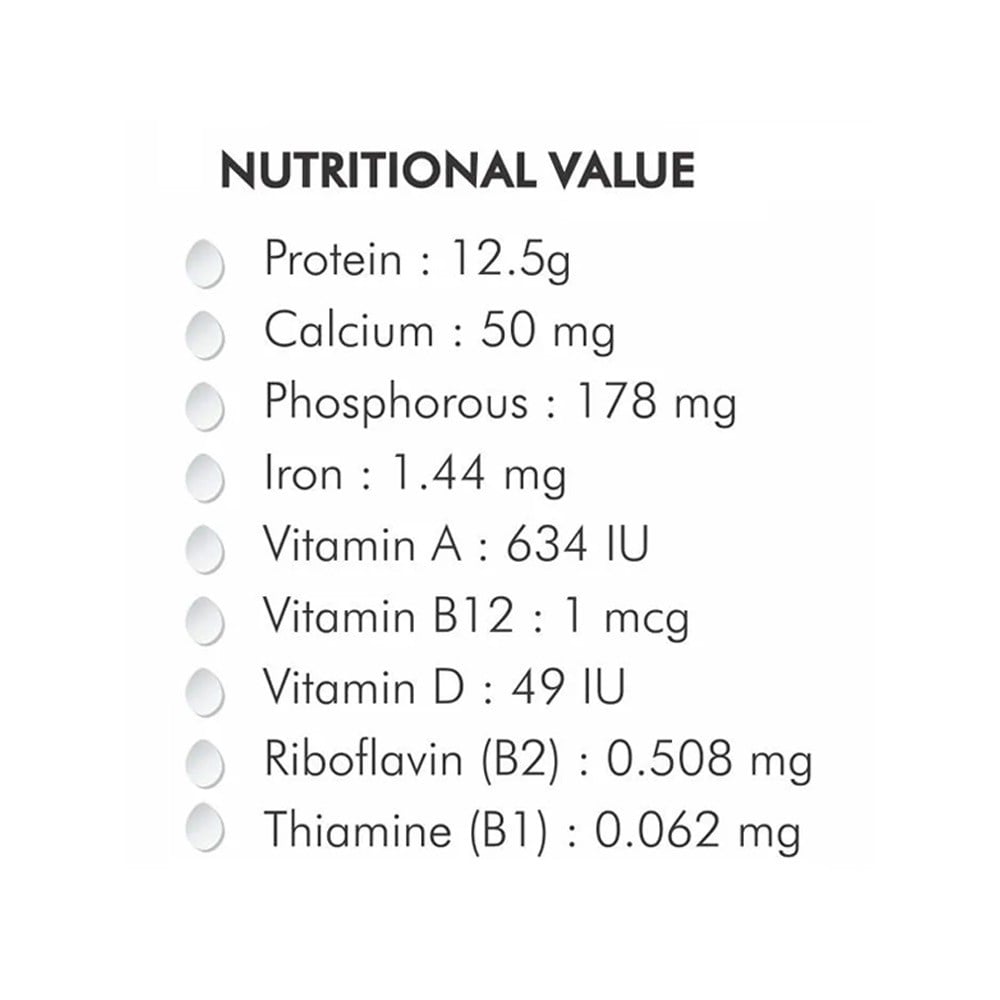 NUTRITIONAL VALUE
Protein : 12.5g
Calcium : 50 mg
Phosphorous : 178 mg
Iron : 1.44 mg
Vitamin A : 634 IU
Vitamin B12 : 1 mcg
Vitamin D : 49 IU
Riboflavin (B2) : 0.508 mg
Thiamine (B1) : 0.062 mg